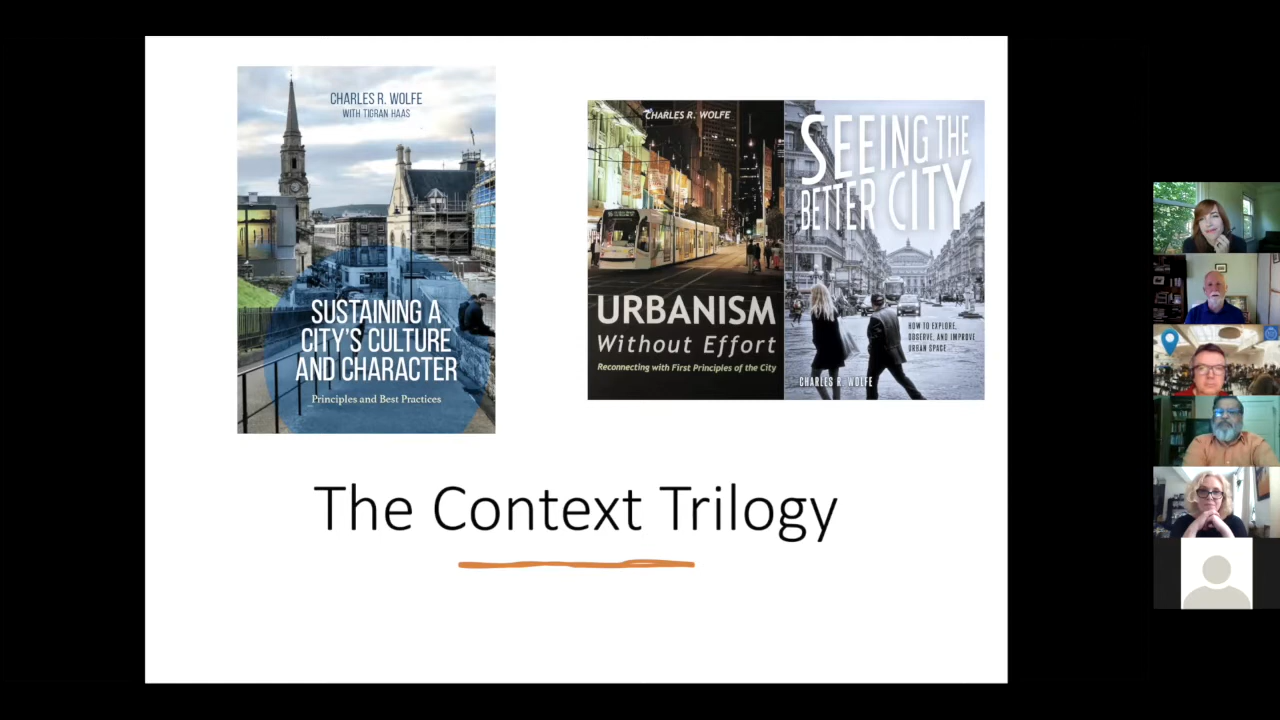 CHARLES R. WOLFE
WITH TIGRAN HAAS
SUSTAINING A
CITY'S CULTURE
AND CHARACTER
Principles and Best Practices
CHARLES R. WOLFE
URBANISM
Without Effort
Reconnecting with First Principles of the City
SEEING THE
BETTER CITY
HOW TO EXPLORE,
OBSERVE, AND IMPROVE
URBAN SPACE
CHARLES R. WOLFE
The Context Trilogy